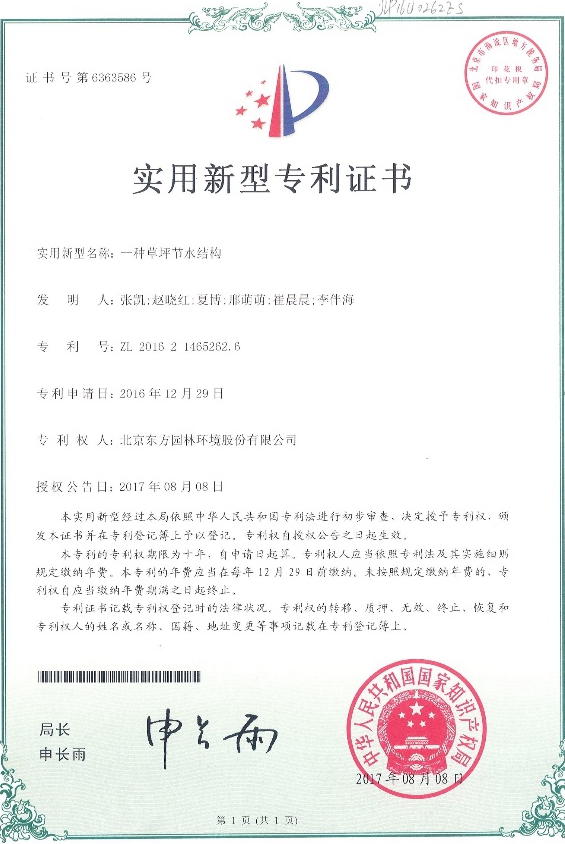 证书号第6363586号
实用新型专利证书
实用新型名称：一种草坪节水结构
发明人：张凯;赵晓红;夏博;邢萌萌;崔晨晨;李件海
专利号：ZL 2016 2 1465262.6
专利申请日：2016年12月29日
专利权人：北京东方园林环境股份有限公司
授权公告日：2017年08月08日
本实用新型经过本局依照中华人民共和国专利法进行初步审查、决定授予专利权，颁
发本证书并在专利登记簿上予以登记。专利权自授权公告之日起生效。
本专利的专利权期限为十年，自申请日起算。专利权人应当依照专利法及其实施细则
规定缴纳年费。本专利的年费应当在每年12月29日前缴纳。未按照规定缴纳年费的、专
利权自应当缴纳年费期满之日起终止。
专利证书记载专利权登记时的法律状况。专利权的转移、质押、无效、终止、恢复和
专利权人的姓名或名称、国籍、地址变更等事项记载在专利登记簿上。
局长
申长雨
申长雨
中华人民共和国国家知识产权局
2017年08月08日
第1页(共1页)
印花税
代扣专用章
国家知识产权局